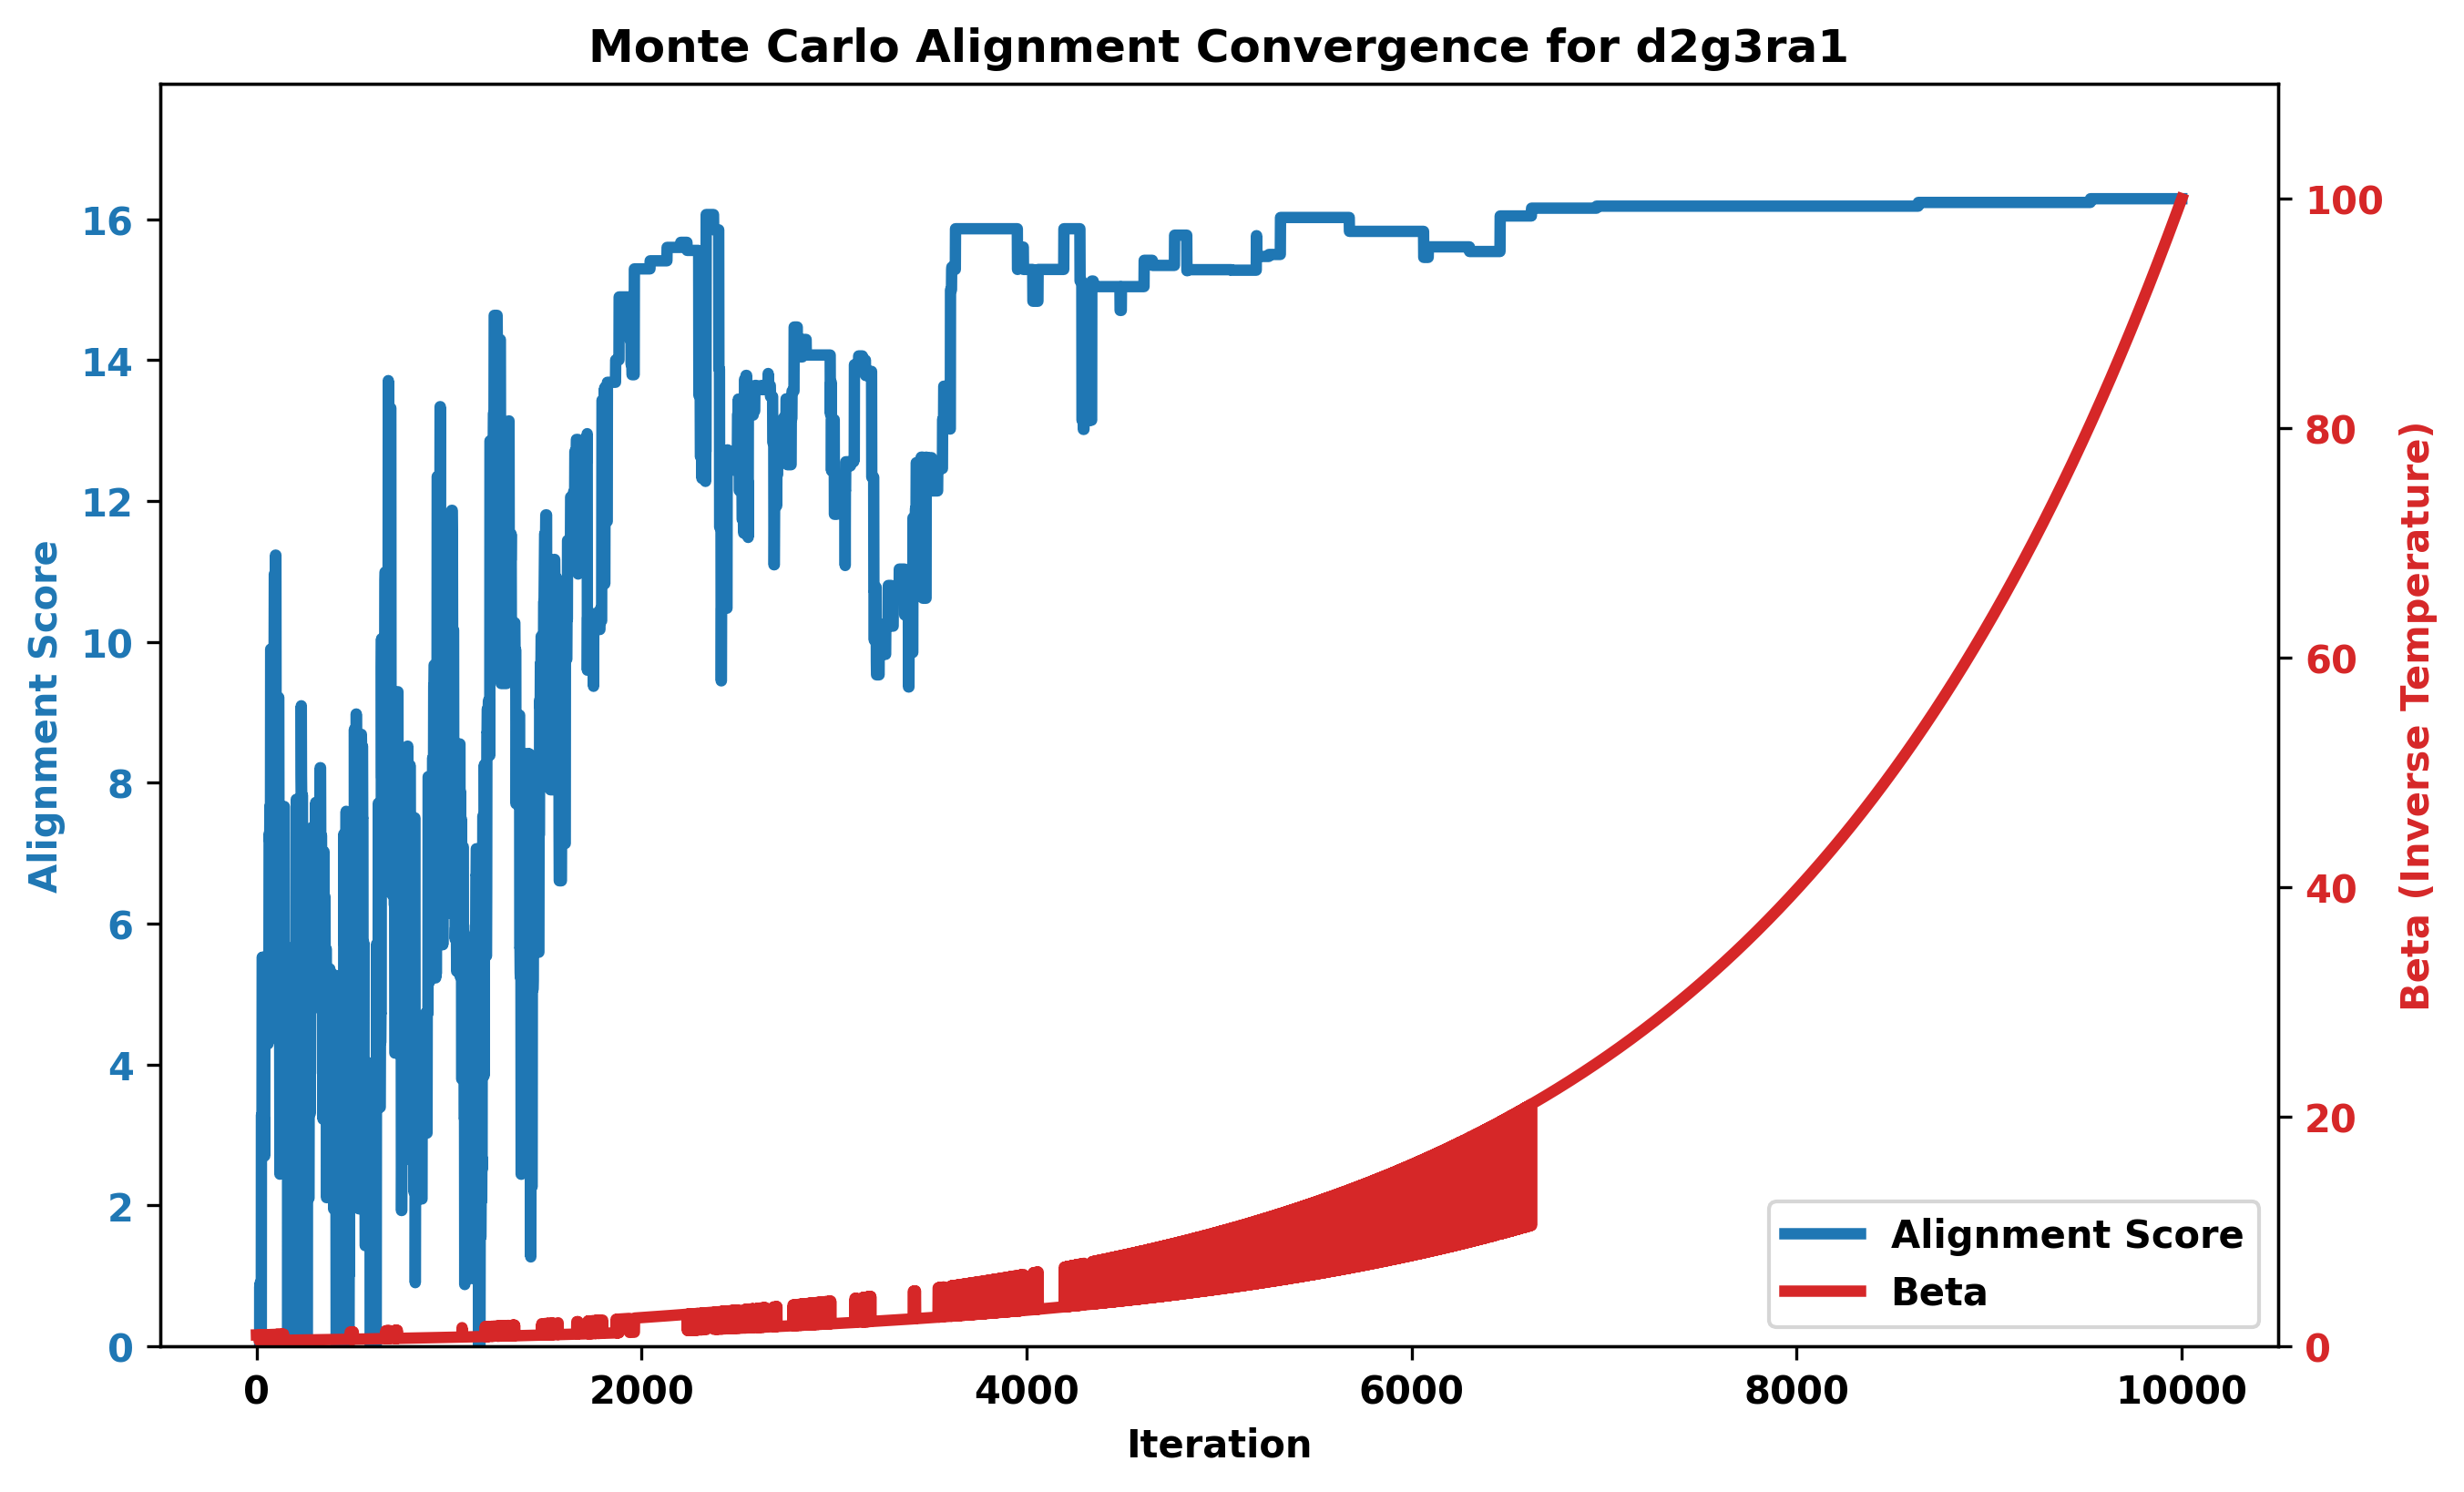 Monte Carlo Alignment Convergence for d2g3ra1
Alignment Score
16
14
12
10
8
6
4
2
0
100
80
60
40
20
0
Beta (Inverse Temperature)
Alignment Score
Beta
0 2000 4000 6000 8000 10000
Iteration